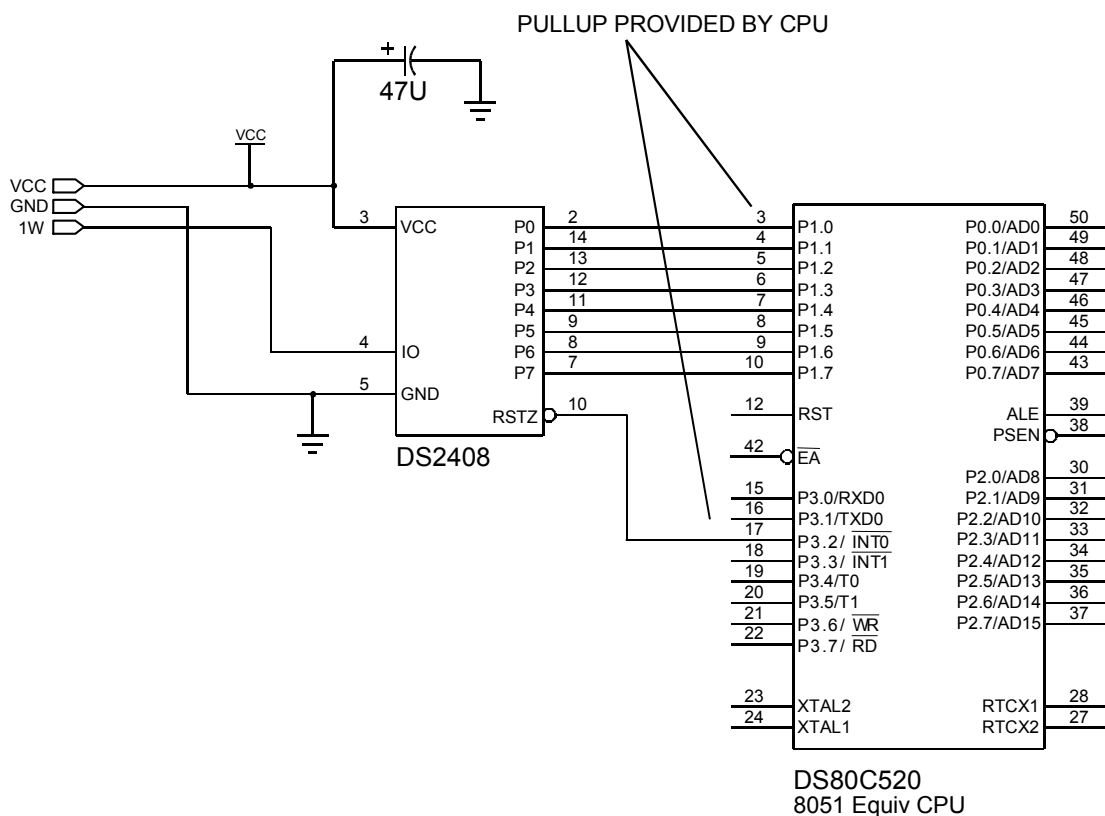 PULLUP PROVIDED BY CPU
+
47U
VCC
VCC
GND
1W
3 VCC
4 IO
5 GND
P0 2
P1 14
P2 13
P3 12
P4 11
P5 9
P6 8
P7 7
RSTZ 10
DS2408
3 P1.0
4 P1.1
5 P1.2
6 P1.3
7 P1.4
8 P1.5
9 P1.6
10 P1.7
12 RST
42 EA
15 P3.0/RXD0
16 P3.1/TXD0
17 P3.2/ INT0
18 P3.3/ INT1
19 P3.4/T0
20 P3.5/T1
21 P3.6/ WR
22 P3.7/ RD
23 XTAL2
24 XTAL1
P0.0/AD0 50
P0.1/AD1 49
P0.2/AD2 48
P0.3/AD3 47
P0.4/AD4 46
P0.5/AD5 45
P0.6/AD6 44
P0.7/AD7 43
ALE 39
PSEN 38
P2.0/AD8 30
P2.1/AD9 31
P2.2/AD10 32
P2.3/AD11 33
P2.4/AD12 34
P2.5/AD13 35
P2.6/AD14 36
P2.7/AD15 37
RTCX1 28
RTCX2 27
DS80C520
8051 Equiv CPU